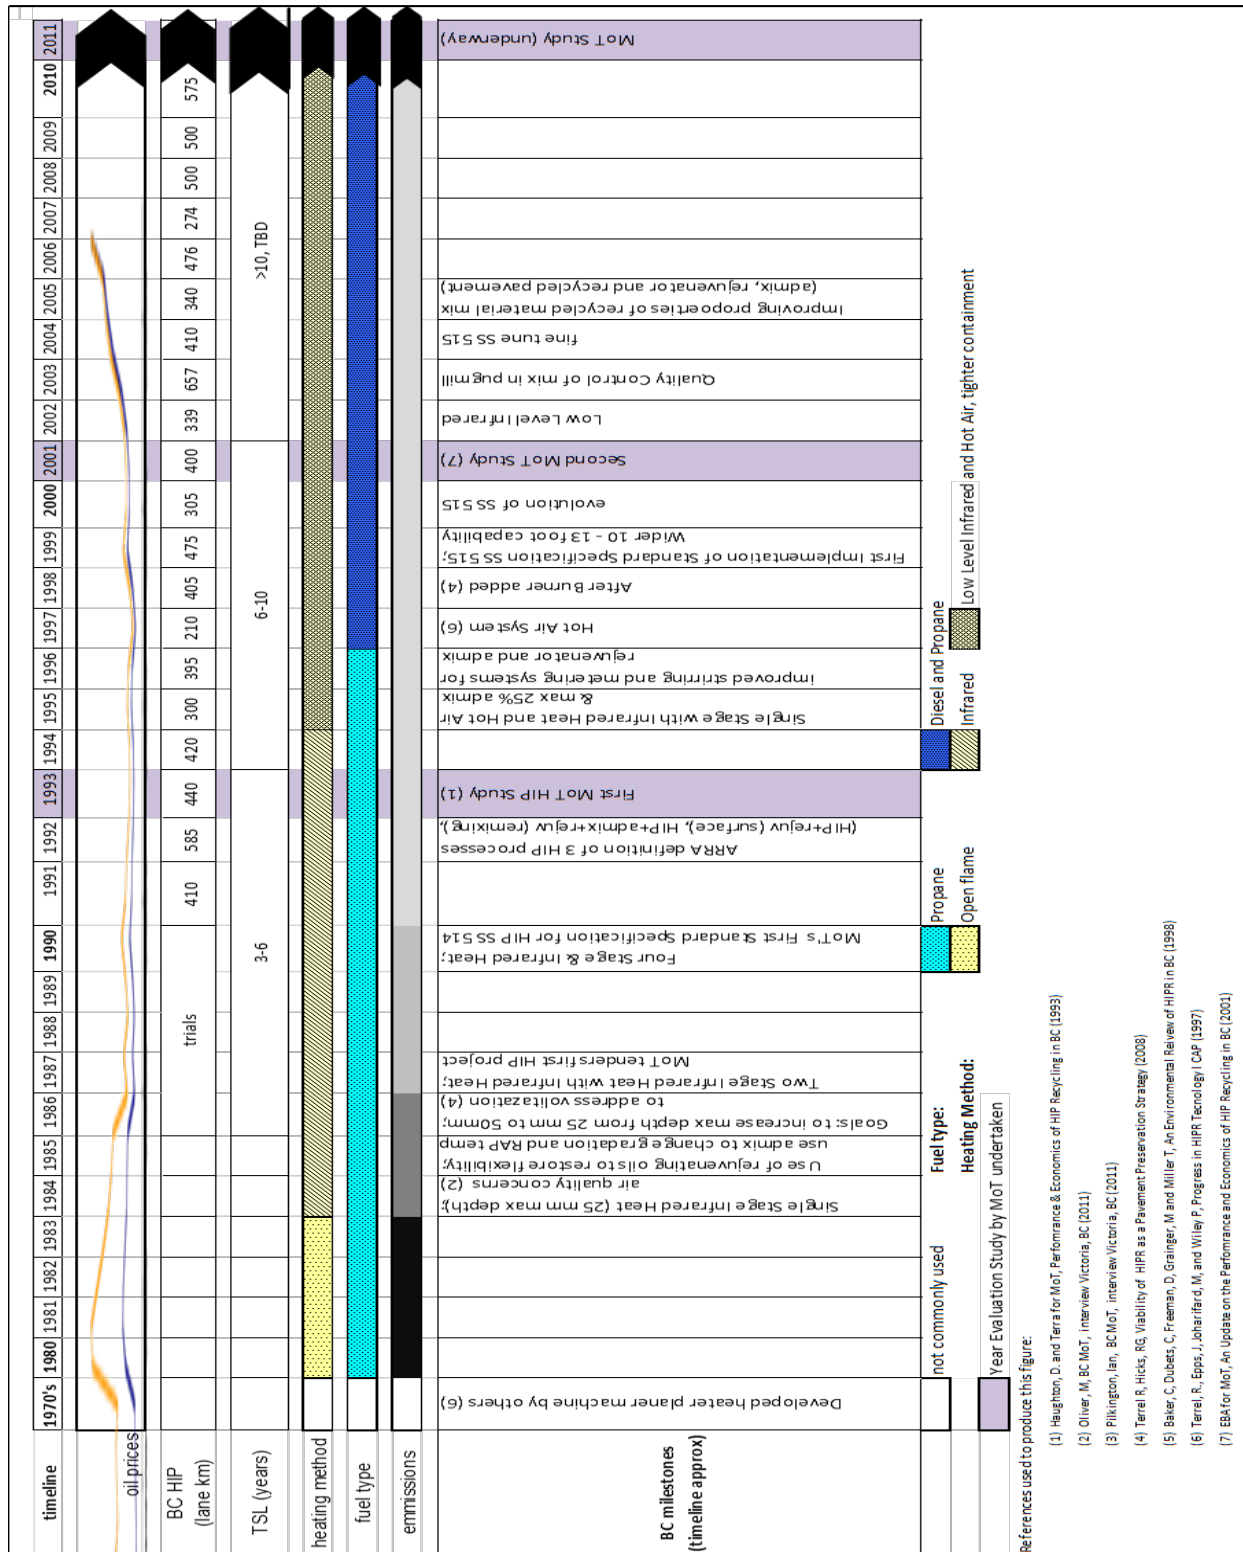 timeline
1970's
1980
1981
1982
1983
1984
1985
1986
1987
1988
1989
1990
1991
1992
1993
1994
1995
1996
1997
1998
1999
2000
2001
2002
2003
2004
2005
2006
2007
2008
2009
2010
2011
oil prices
BC HIP
(lane km)
trials
410
585
440
420
300
395
210
405
475
305
400
339
657
410
340
476
274
500
500
575
TSL (years)
3-6
6-10
>10, TBD
heating method
fuel type
emmissions
BC milestones
(timeline approx)
Developed heater planer machine by others (6)
Single Stage Infrared Heat (25 mm max depth);
air quality concerns (2)
Use of rejuvenating oils to restore flexibility;
use admix to change gradation and RAP temp
Goals: to increase max depth from 25 mm to 50mm;
to address volitazation (4)
Two Stage Infrared Heat with Infrared Heat;
MoT tenders first HIP project
Four Stage & Infrared Heat;
MoT's First Standard Specification for HIP SS 514
ARRA definition of 3 HIP processes
(HIP+rejuv (surface), HIP+admix+rejuv (remixing),
First MoT HIP Study (1)
Single Stage with Infrared Heat and Hot Air
& max 25% admix
improved stirring and metering systems for
rejuvenator and admix
Hot Air System (6)
After Burner added (4)
First Implementation of Standard Specification SS 515;
Wider 10 - 13 foot capability
evolution of SS 515
Second MoT Study (7)
Low Level Infrared
Quality Control of mix in pugmill
fine tune SS 515
Improving propoerties of recycled material mix
(admix, rejuvenator and recycled pavement)
MoT Study (underway)
not commonly used
Fuel type:
Propane
Diesel and Propane
Heating Method:
Open flame
Infrared
Low Level Infrared and Hot Air, tighter containment
Year Evaluation Study by MoT undertaken
References used to produce this figure:
(1) Haughton, D. and Terra for MoT, Perfomrance & Economics of HIP Recycling in BC (1993)
(2) Oliver, M, BC MoT, interview Victoria, BC (2011)
(3) Pilkington, Ian, BC MoT, interview Victoria, BC (2011)
(4) Terrel R, Hicks, RG, Viability of HIPR as a Pavement Preservation Strategy (2008)
(5) Baker, C, Dubets, C, Freeman, D, Grainger, M and Miller T, An Environmental Reivew of HIPR in BC (1998)
(6) Terrel, R., Epps, J, Joharifard, M, and Wiley P, Progress in HIPR Tecnology I CAP (1997)
(7) EBA for MoT, An Update on the Perfomrance and Economics of HIP Recycling in BC (2001)